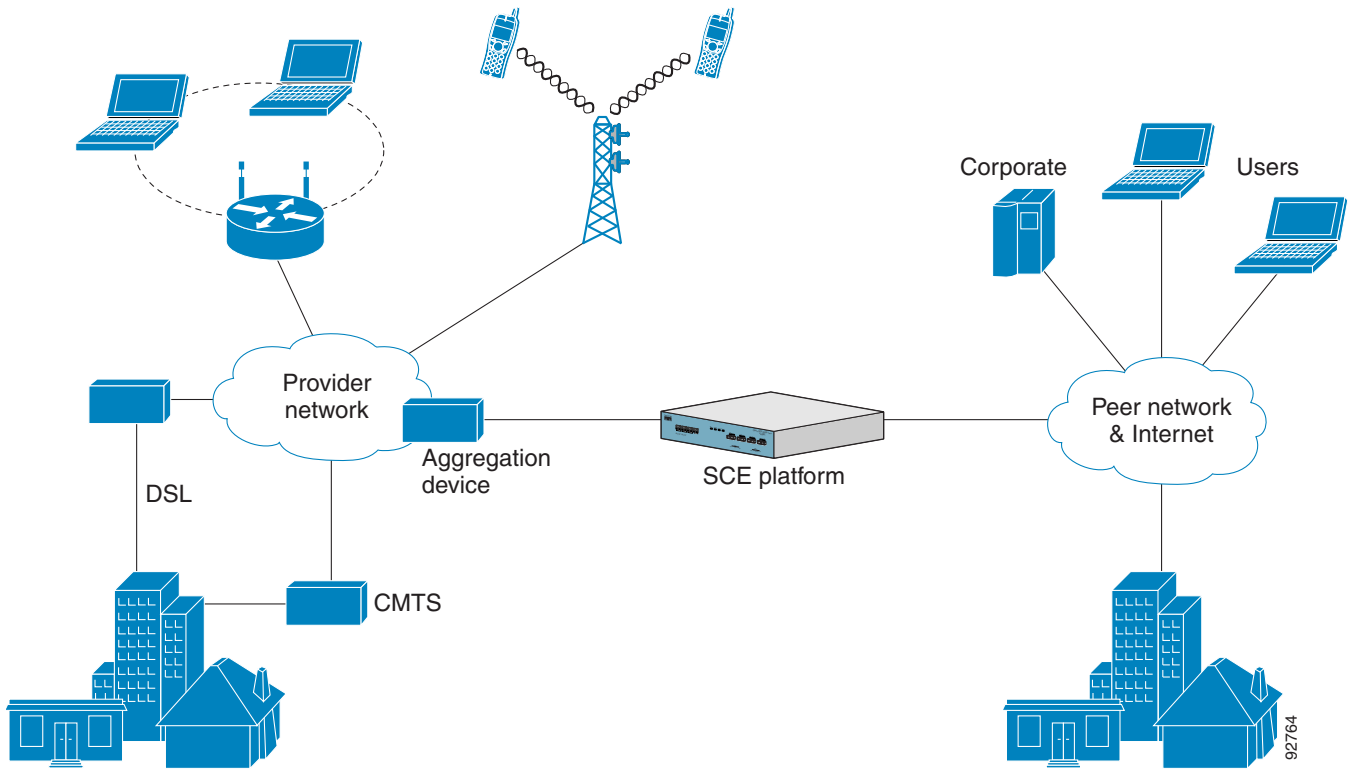 Corporate
Users
Provider
network
Peer network
& Internet
Aggregation
device
SCE platform
DSL
CMTS
92764